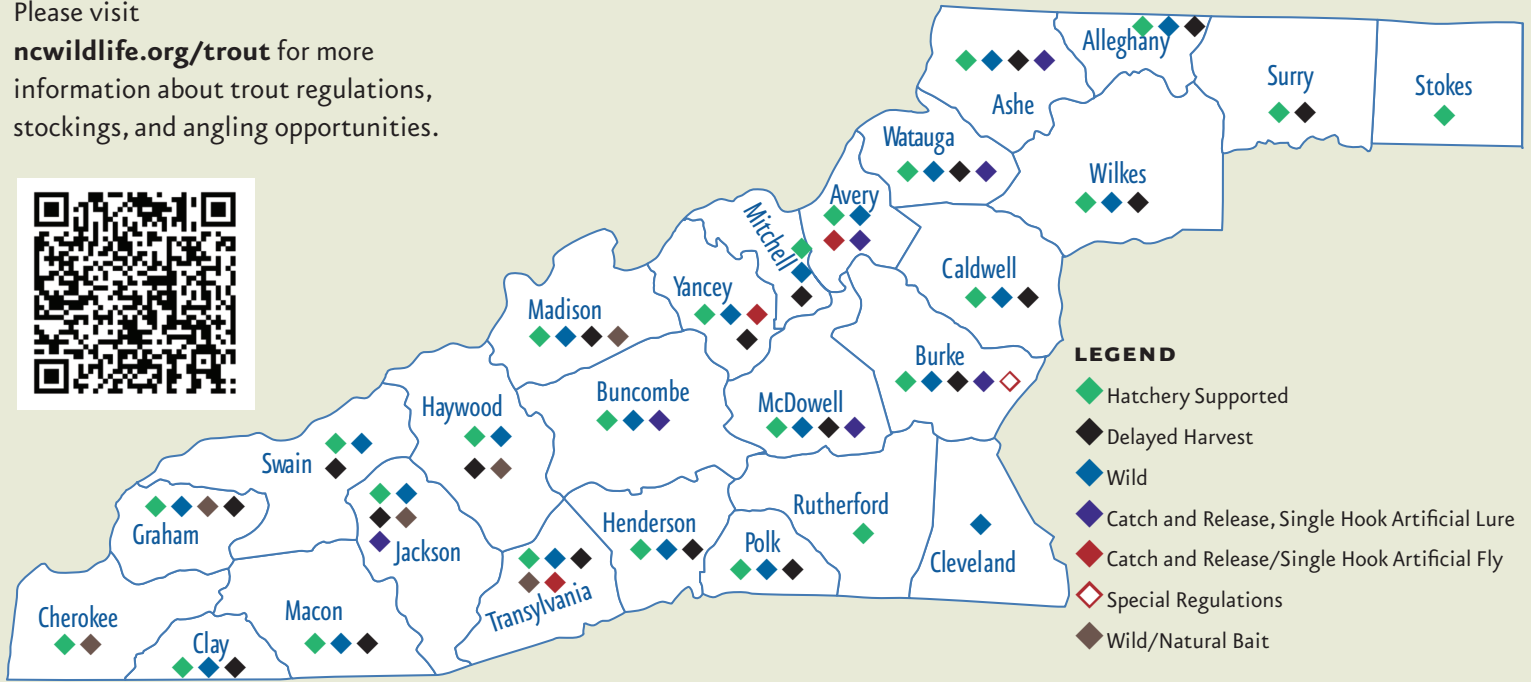 Please visit
ncwildlife.org/trout for more
information about trout regulations,
stockings, and angling opportunities.
Alleghany
Ashe
Surry
Stokes
Watauga
Wilkes
Avery
Mitchell
Caldwell
Yancey
Madison
Burke
Buncombe
McDowell
Haywood
Swain
Graham
Jackson
Henderson
Rutherford
Polk
Cleveland
Transylvania
Cherokee
Macon
Clay
LEGEND
Hatchery Supported
Delayed Harvest
Wild
Catch and Release, Single Hook Artificial Lure
Catch and Release/Single Hook Artificial Fly
Special Regulations
Wild/Natural Bait